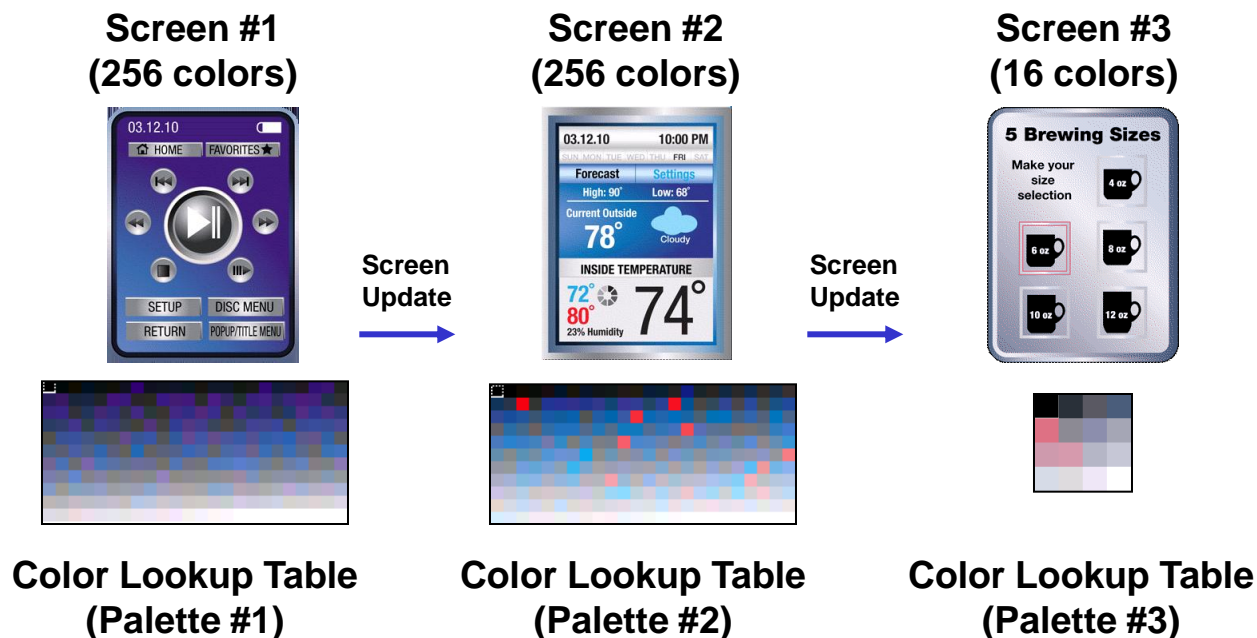 Screen #1
(256 colors)
Screen #2
(256 colors)
Screen #3
(16 colors)
03.12.10
HOME
FAVORITES
SETUP
DISC MENU
RETURN
POPUP/TITLE MENU
Screen
Update
03.12.10
10:00 PM
SUN MON TUE WED THU FRI SAT
Forecast
Settings
High: 90°
Low: 68°
Current Outside
78°
Cloudy
INSIDE TEMPERATURE
72°
80°
23% Humidity
74°
Screen
Update
5 Brewing Sizes
Make your
size
selection
4 oz
6 oz
8 oz
10 oz
12 oz
Color Lookup Table
(Palette #1)
Color Lookup Table
(Palette #2)
Color Lookup Table
(Palette #3)